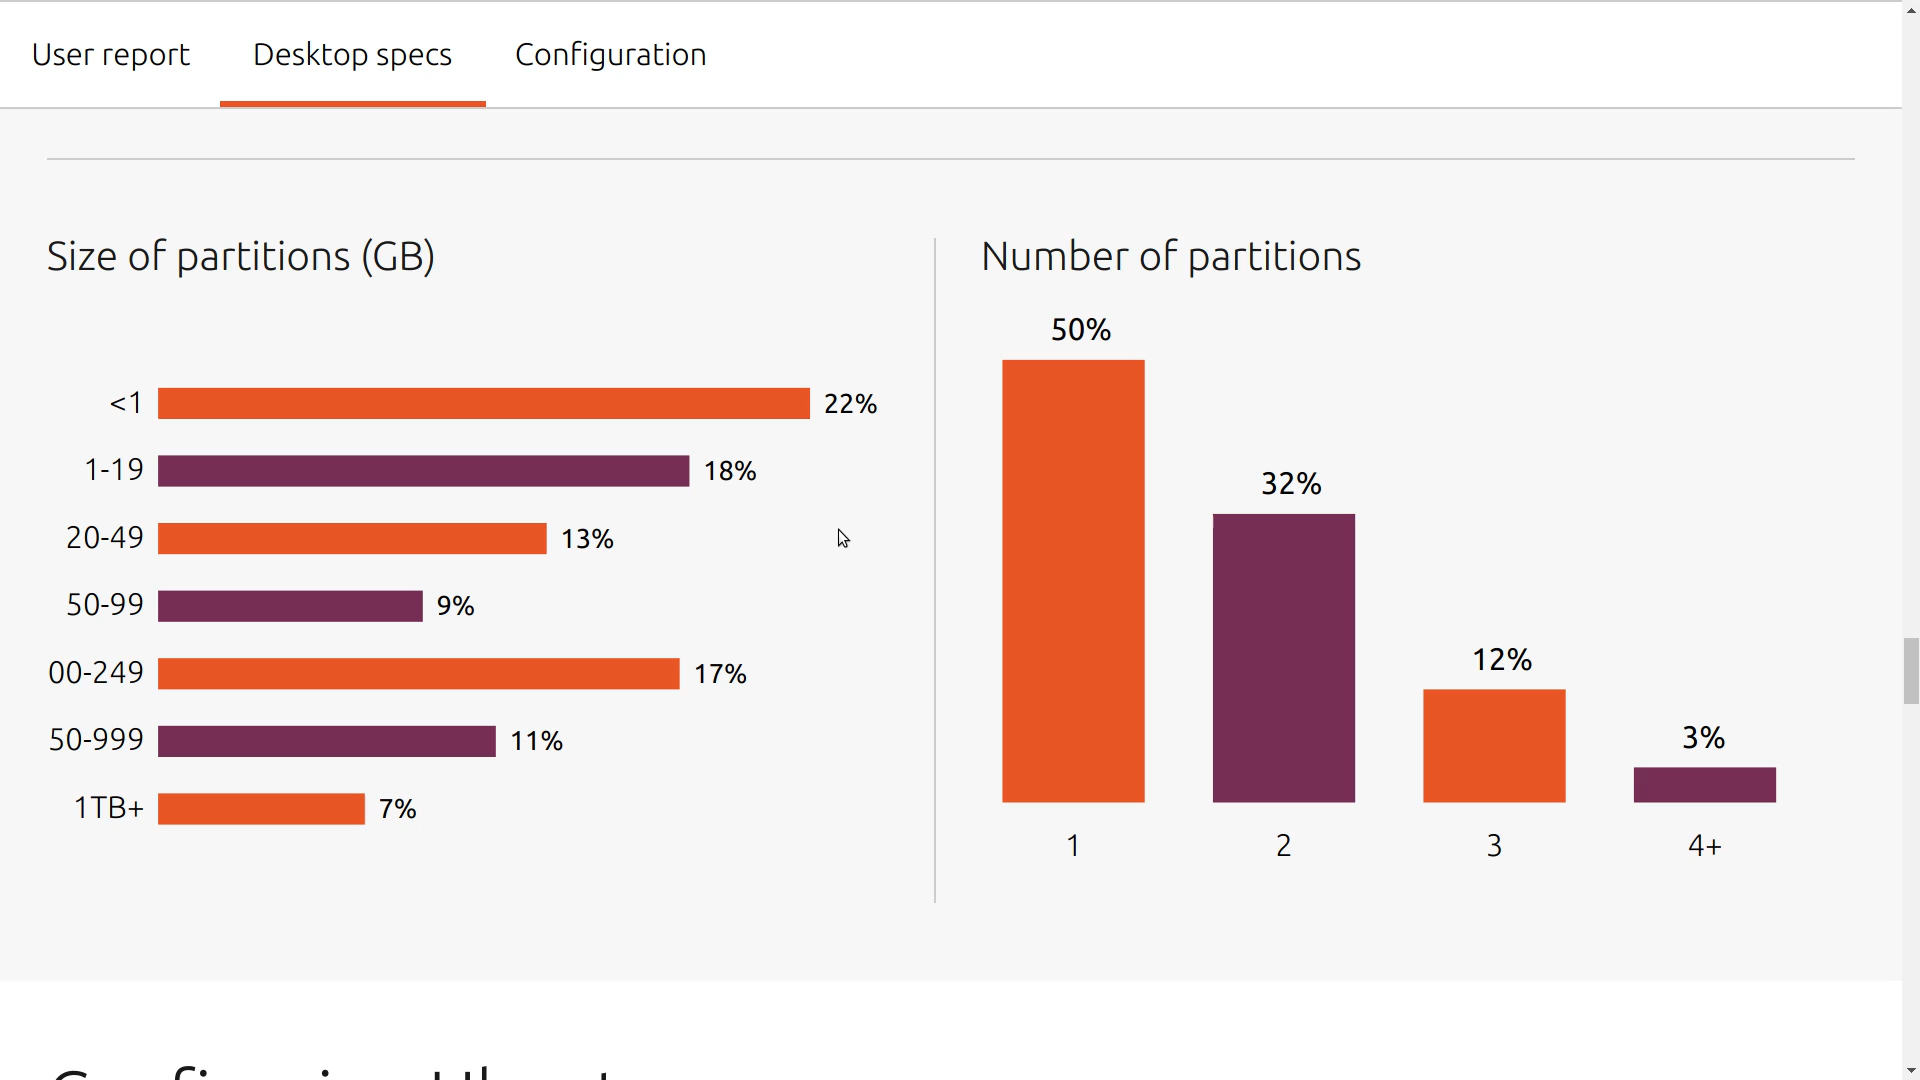 User report Desktop specs Configuration
Size of partitions (GB)
<1 22%
1-19 18%
20-49 13%
50-99 9%
00-249 17%
50-999 11%
1TB+ 7%
Number of partitions
50%
32%
12%
3%
1 2 3 4+